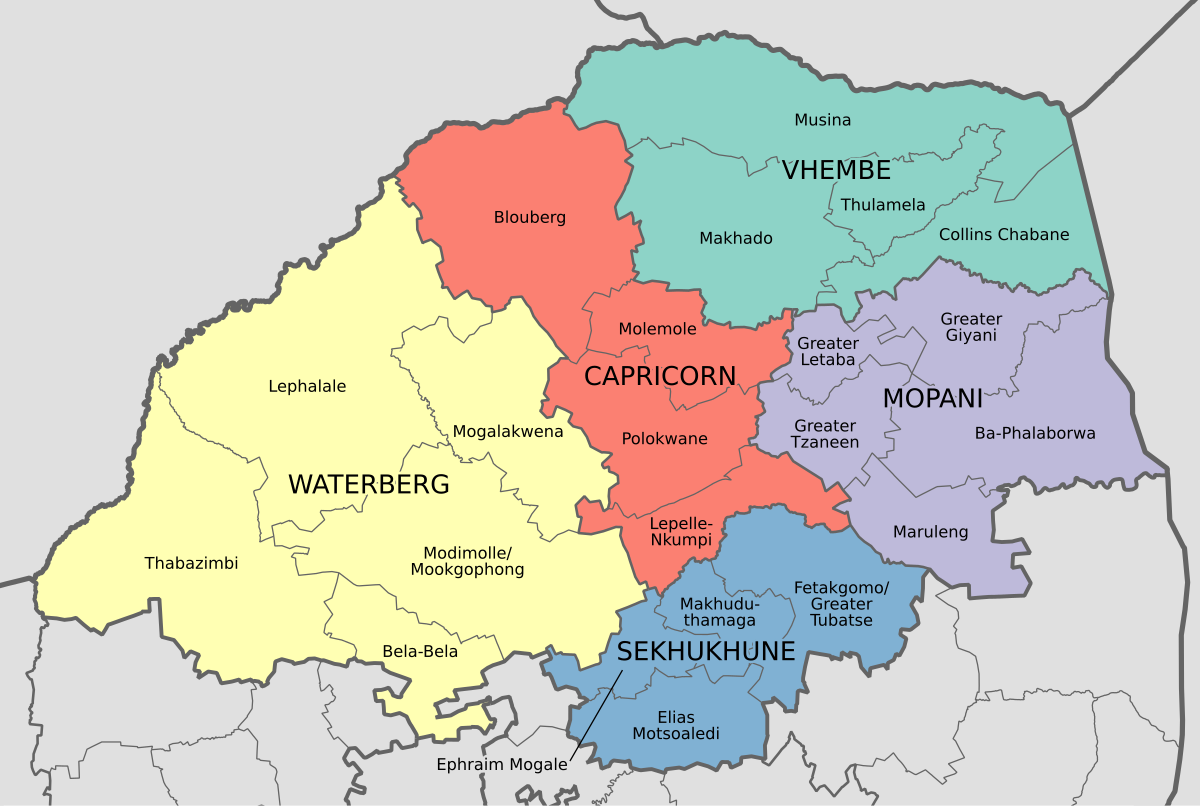 Musina
VHEMBE
Thulamela
Blouberg
Makhado
Collins Chabane
Molemole
Greater
Giyani
Greater
Letaba
CAPRICORN
Lephalale
MOPANI
Mogalakwena
Polokwane
Greater
Tzaneen
Ba-Phalaborwa
WATERBERG
Lepelle-
Nkumpi
Maruleng
Thabazimbi
Modimolle/
Mookgophong
Fetakgomo/
Greater
Tubatse
Makhudu-
thamaga
Bela-Bela
SEKHUKHUNE
Elias
Motsoaledi
Ephraim Mogale